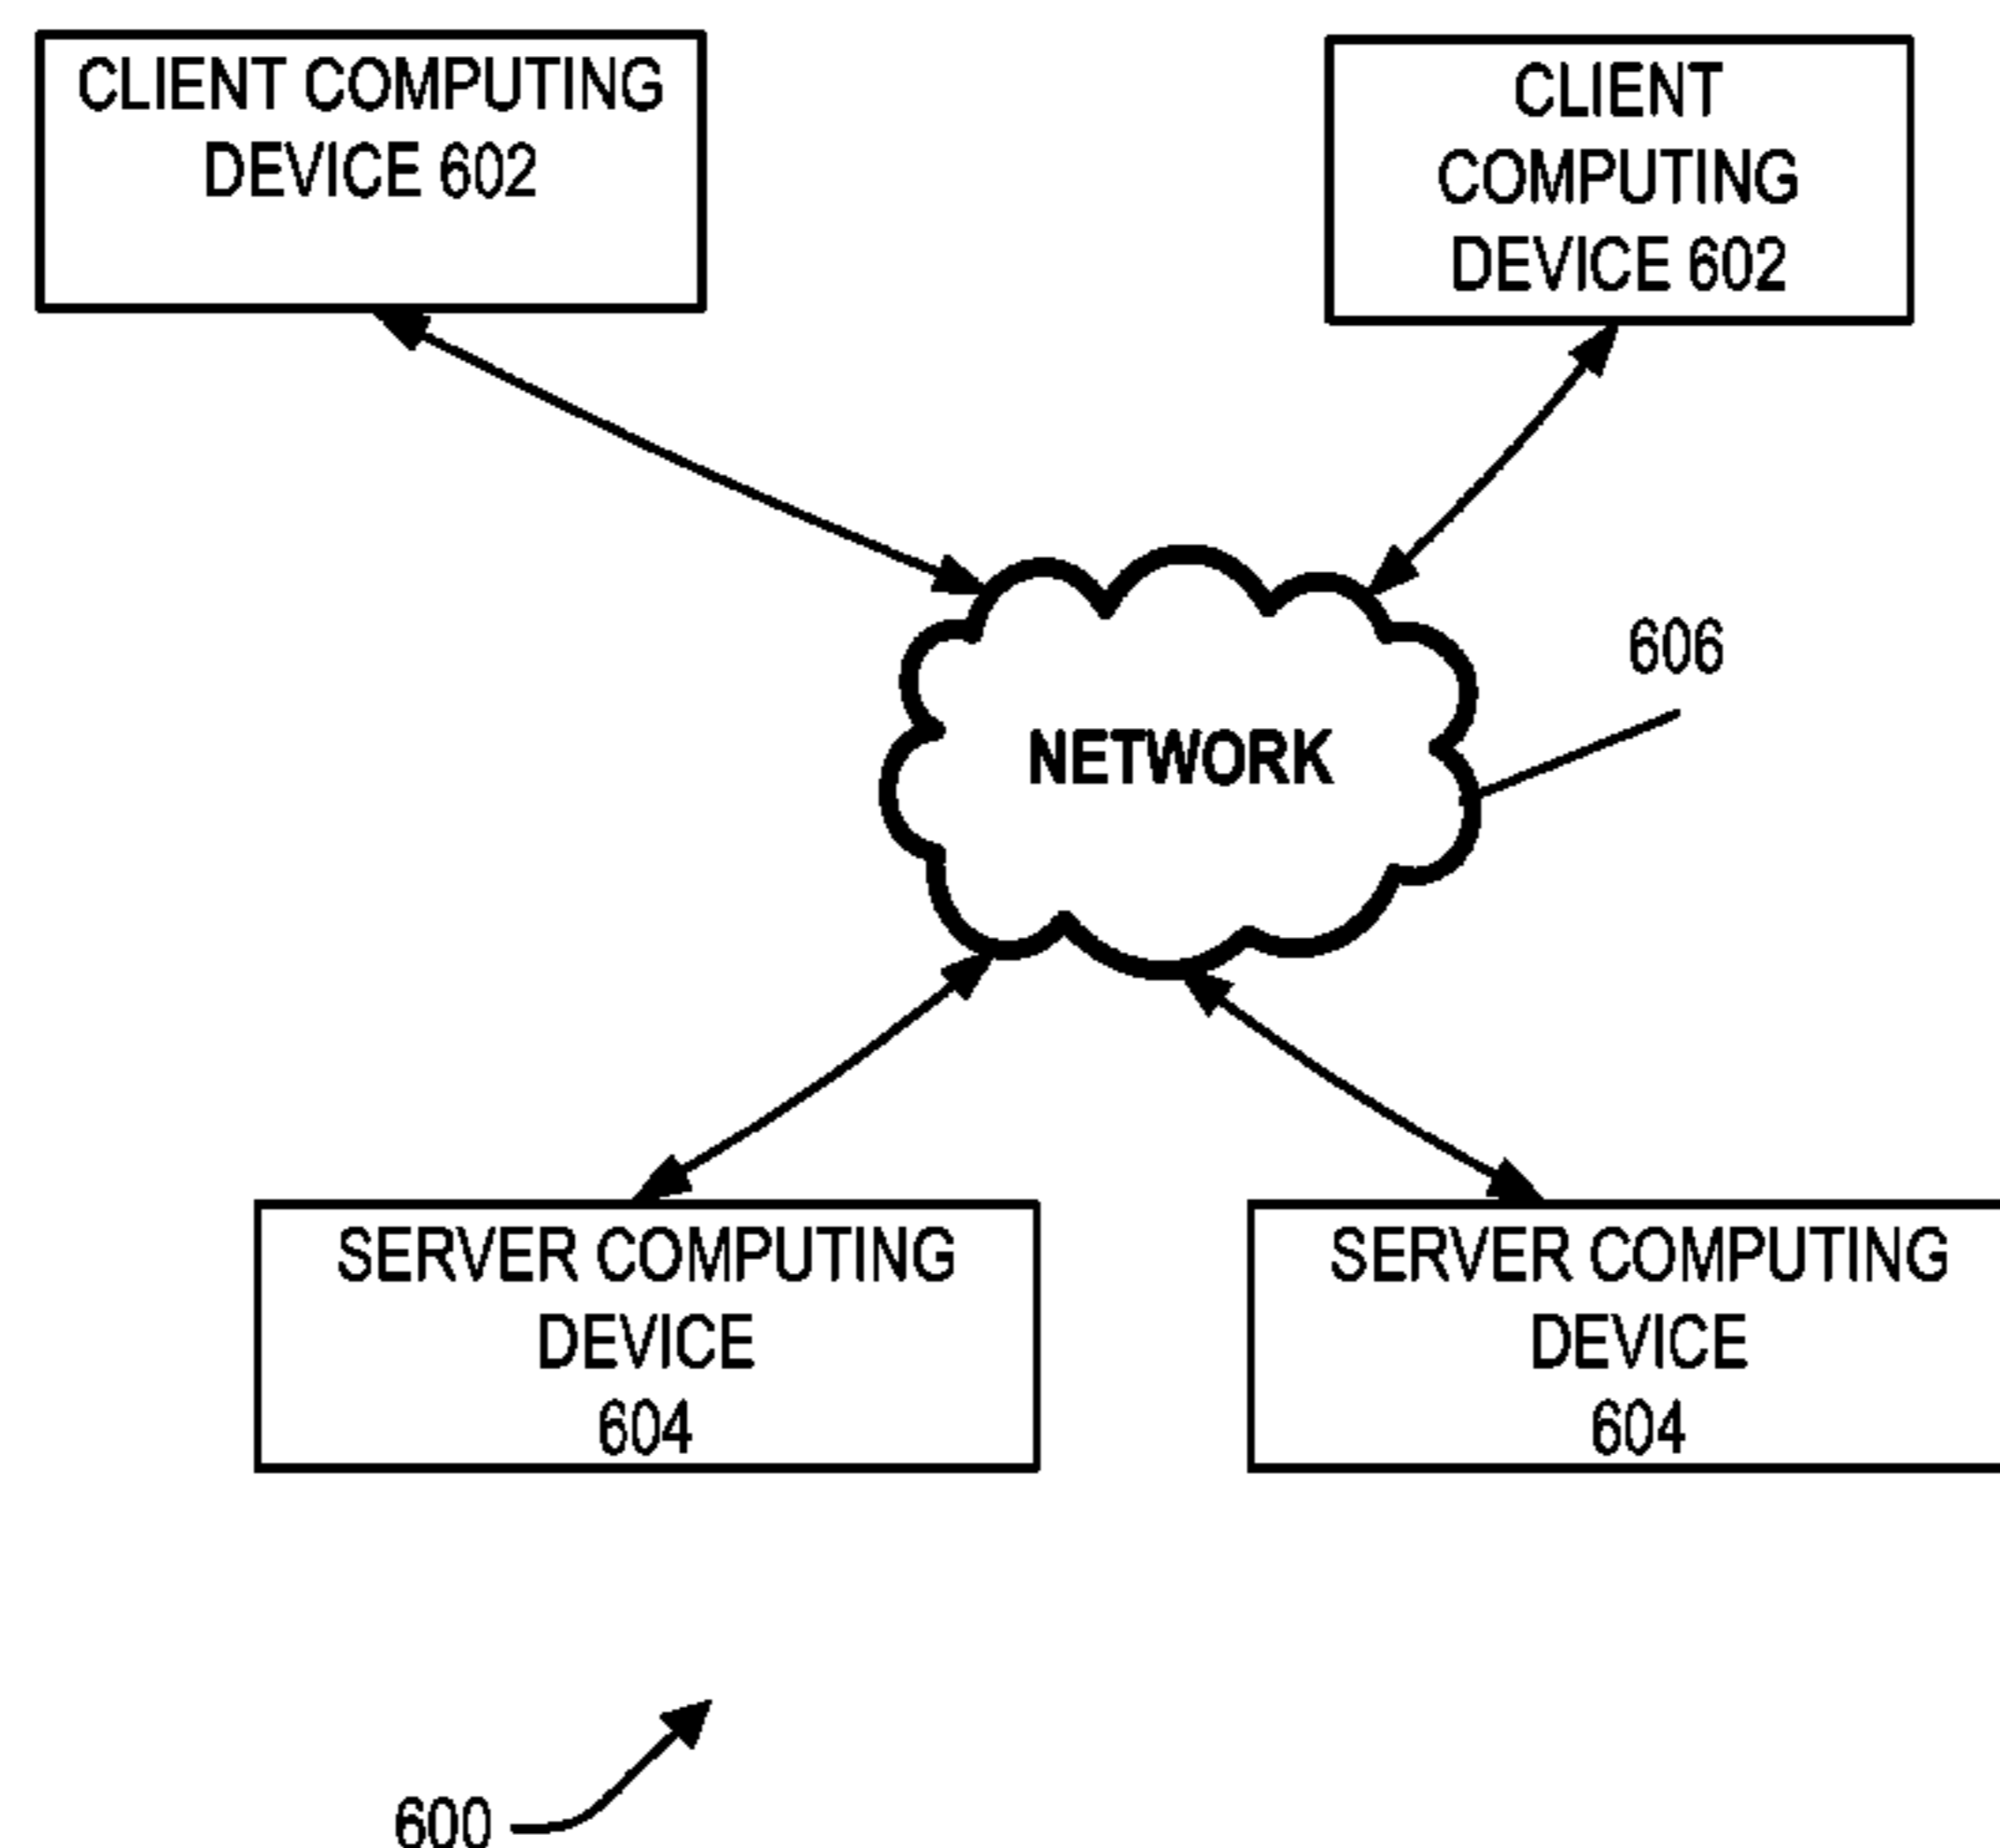 CLIENT COMPUTING
DEVICE 602
CLIENT
COMPUTING
DEVICE 602
606
NETWORK
SERVER COMPUTING
DEVICE
604
SERVER COMPUTING
DEVICE
604
600